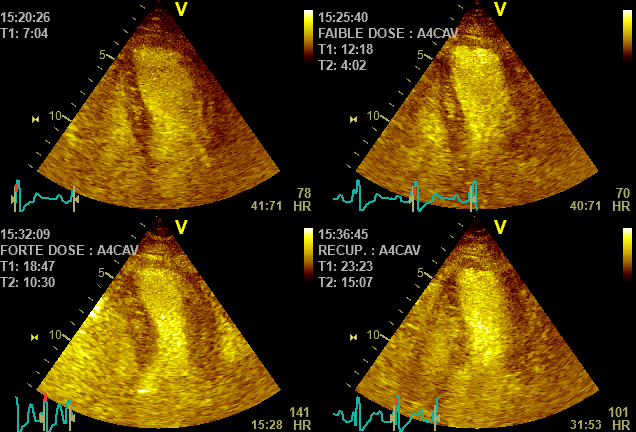 15:20:26
T1: 7:04
V
5
10
78
41:71 HR
15:25:40
FAIBLE DOSE : A4CAV
T1: 12:18
T2: 4:02
V
5
10
70
40:71 HR
15:32:09
FORTE DOSE : A4CAV
T1: 18:47
T2: 10:30
V
5
10
141
15:28 HR
15:36:45
RECUP. : A4CAV
T1: 23:23
T2: 15:07
V
5
10
101
31:53 HR